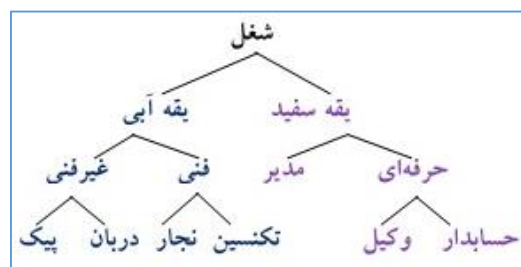 شغل
یقه سفید یقه آبی
حرفه‌ای مدیر فنی غیرفنی
حسابدار وکیل تکنسین نجار دربان پیک